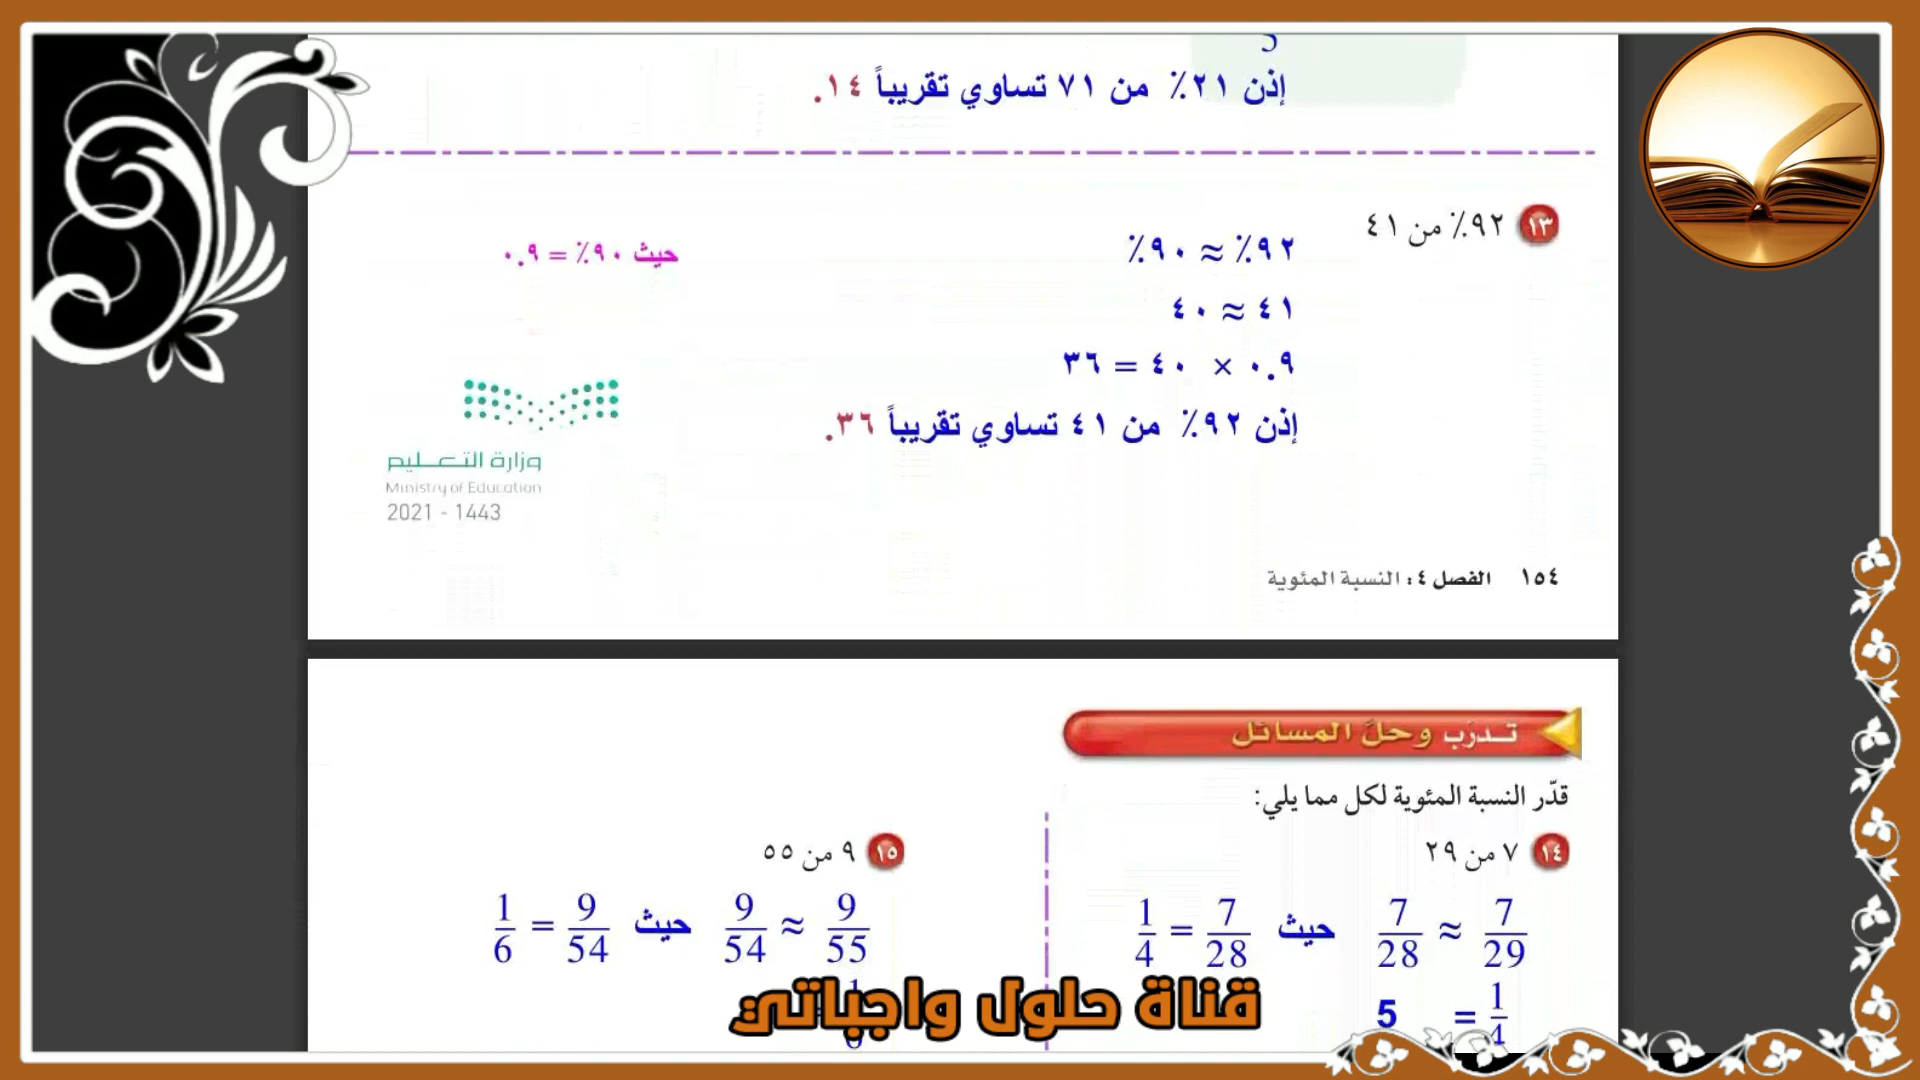 5
إذن ٢١٪ من ٧١ تساوي تقريباً ١٤.
١٣ ٩٢٪ من ٤١
٩٢٪ ≈ ٩٠٪ حيث ٩٠٪ = ٠.٩
٤١ ≈ ٤٠
٠.٩ × ٤٠ = ٣٦
إذن ٩٢٪ من ٤١ تساوي تقريباً ٣٦.
وزارة التعليم
Ministry of Education
2021 - 1443
١٥٤ الفصل ٤: النسبة المئوية
تدرب وحل المسائل
قدّر النسبة المئوية لكل مما يلي:
١٤ ٧ من ٢٩
7/29 ≈ 7/28 حيث 7/28 = 1/4
1/4 = 5
١٥ ٩ من ٥٥
9/55 ≈ 9/54 حيث 9/54 = 1/6
قناة حلول واجباتي